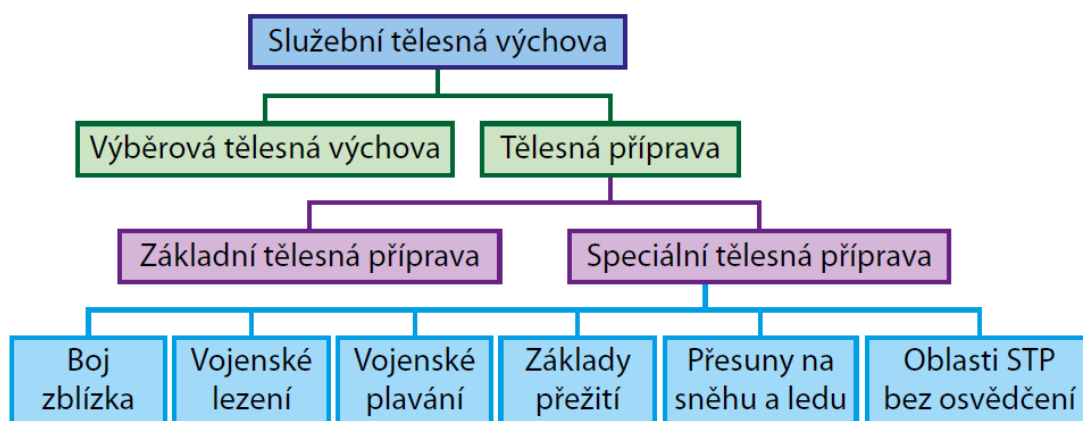 Služební tělesná výchova
Výběrová tělesná výchova
Tělesná příprava
Základní tělesná příprava
Speciální tělesná příprava
Boj
zblízka
Vojenské
lezení
Vojenské
plavání
Základy
přežití
Přesuny na
sněhu a ledu
Oblasti STP
bez osvědčení